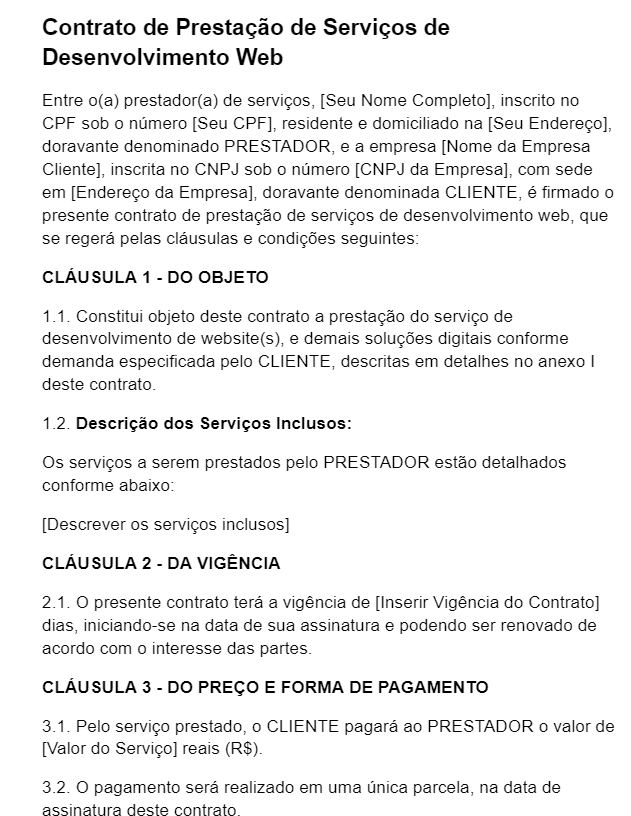 Contrato de Prestação de Serviços de
Desenvolvimento Web
Entre o(a) prestador(a) de serviços, [Seu Nome Completo], inscrito no
CPF sob o número [Seu CPF], residente e domiciliado na [Seu Endereço],
doravante denominado PRESTADOR, e a empresa [Nome da Empresa
Cliente], inscrita no CNPJ sob o número [CNPJ da Empresa], com sede
em [Endereço da Empresa], doravante denominada CLIENTE, é firmado o
presente contrato de prestação de serviços de desenvolvimento web, que
se regerá pelas cláusulas e condições seguintes:
CLÁUSULA 1 - DO OBJETO
1.1. Constitui objeto deste contrato a prestação do serviço de
desenvolvimento de website(s), e demais soluções digitais conforme
demanda especificada pelo CLIENTE, descritas em detalhes no anexo I
deste contrato.
1.2. Descrição dos Serviços Inclusos:
Os serviços a serem prestados pelo PRESTADOR estão detalhados
conforme abaixo:
[Descrever os serviços inclusos]
CLÁUSULA 2 - DA VIGÊNCIA
2.1. O presente contrato terá a vigência de [Inserir Vigência do Contrato]
dias, iniciando-se na data de sua assinatura e podendo ser renovado de
acordo com o interesse das partes.
CLÁUSULA 3 - DO PREÇO E FORMA DE PAGAMENTO
3.1. Pelo serviço prestado, o CLIENTE pagará ao PRESTADOR o valor de
[Valor do Serviço] reais (R$).
3.2. O pagamento será realizado em uma única parcela, na data de
assinatura deste contrato.